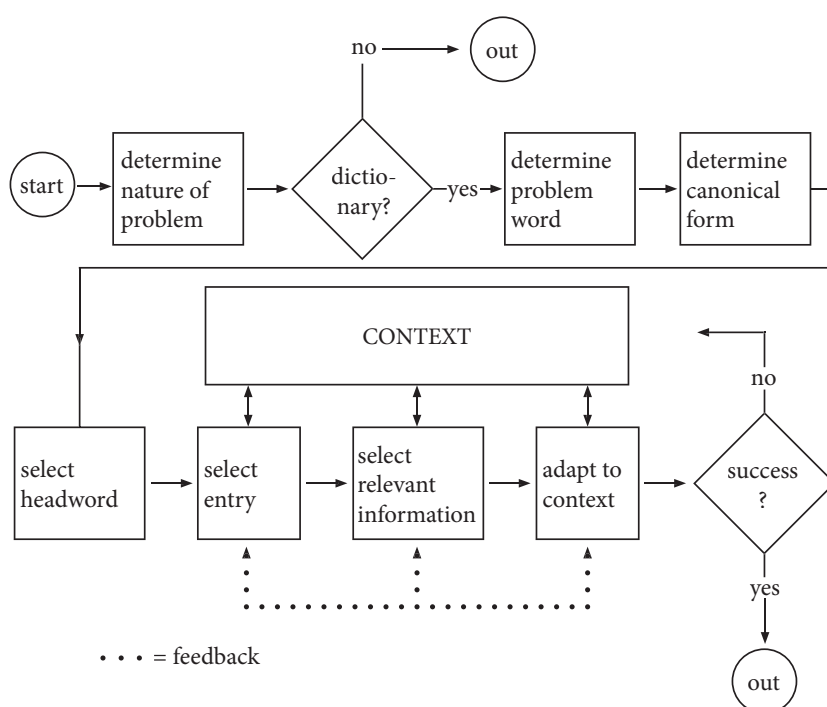 no
out
start
determine
nature of
problem
dictio-
nary?
yes
determine
problem
word
determine
canonical
form
CONTEXT
no
select
headword
select
entry
select
relevant
information
adapt to
context
success
?
yes
• • • = feedback
out